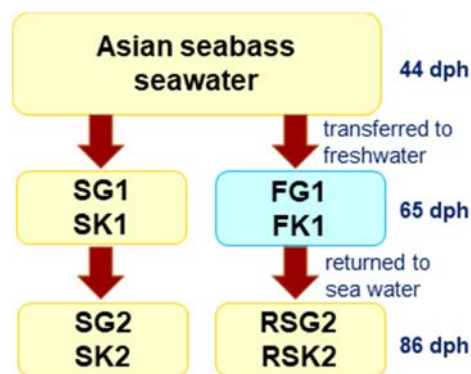 Asian seabass
seawater
44 dph
transferred to
freshwater
SG1
SK1
FG1
FK1
65 dph
returned to
sea water
SG2
SK2
RSG2
RSK2
86 dph